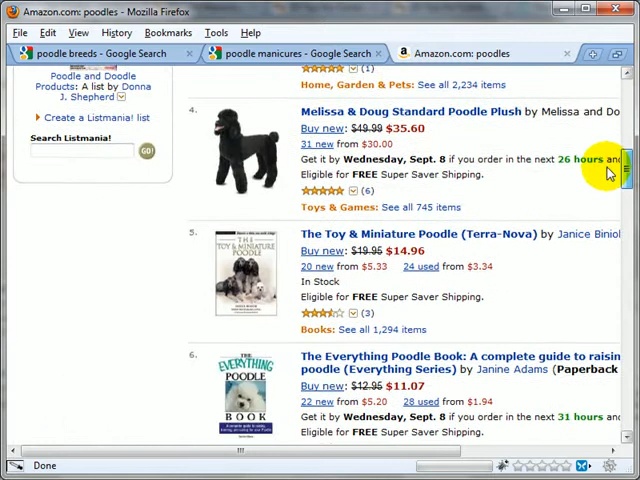 Amazon.com: poodles - Mozilla Firefox
File Edit View History Bookmarks Tools Help
poodle breeds - Google Search
poodle manicures - Google Search
Amazon.com: poodles
Poodle and Doodle
Products: A list by Donna
J. Shepherd
Create a Listmania! list
Search Listmania!
GO!
(1)
Home, Garden & Pets: See all 2,234 items
4.
Melissa & Doug Standard Poodle Plush by Melissa and Do
Buy new: $49.99 $35.60
31 new from $30.00
Get it by Wednesday, Sept. 8 if you order in the next 26 hours and
Eligible for FREE Super Saver Shipping.
(6)
Toys & Games: See all 745 items
5.
THE
TOY &
MINIATURE
POODLE
The Toy & Miniature Poodle (Terra-Nova) by Janice Biniol
Buy new: $19.95 $14.96
20 new from $5.33 24 used from $3.34
In Stock
Eligible for FREE Super Saver Shipping.
(3)
Books: See all 1,294 items
6.
THE
EVERYTHING
POODLE
BOOK
The Everything Poodle Book: A complete guide to raisin
poodle (Everything Series) by Janine Adams (Paperback
Buy new: $12.95 $11.07
22 new from $5.20 28 used from $1.94
Get it by Wednesday, Sept. 8 if you order in the next 31 hours and
Eligible for FREE Super Saver Shipping.
Done